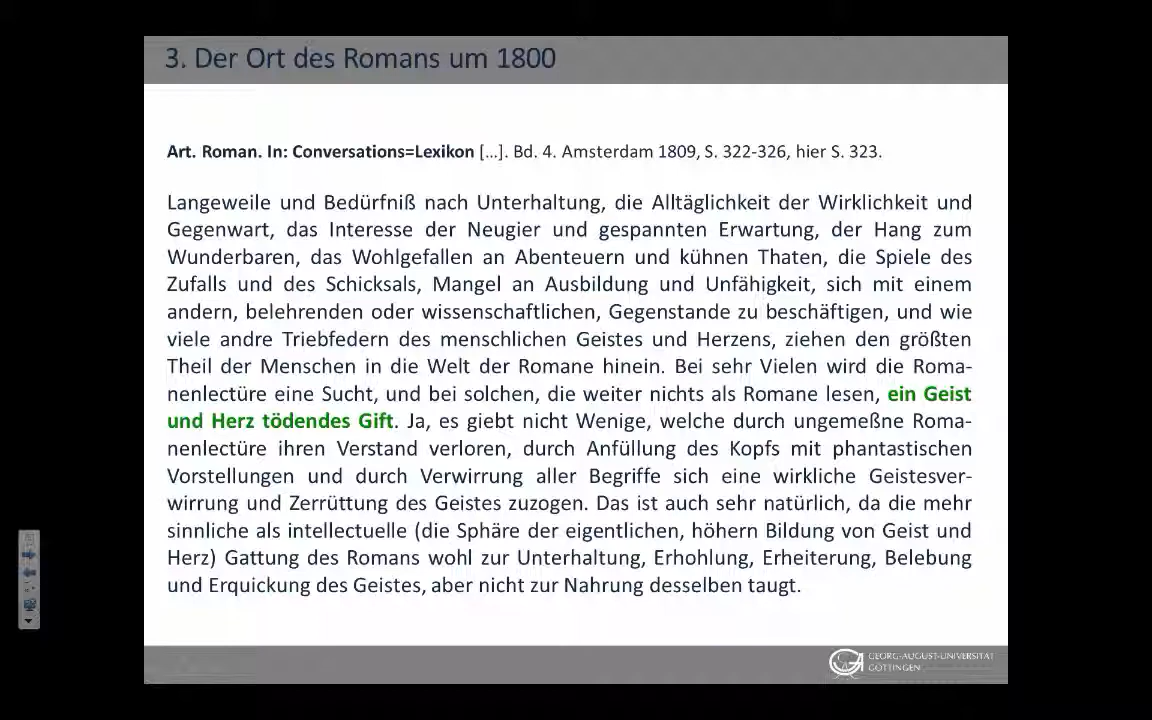 3. Der Ort des Romans um 1800
Art. Roman. In: Conversations=Lexikon [...]. Bd. 4. Amsterdam 1809, S. 322-326, hier S. 323.
Langeweile und Bedürfniß nach Unterhaltung, die Alltäglichkeit der Wirklichkeit und
Gegenwart, das Interesse der Neugier und gespannten Erwartung, der Hang zum
Wunderbaren, das Wohlgefallen an Abenteuern und kühnen Thaten, die Spiele des
Zufalls und des Schicksals, Mangel an Ausbildung und Unfähigkeit, sich mit einem
andern, belehrenden oder wissenschaftlichen, Gegenstande zu beschäftigen, und wie
viele andre Triebfedern des menschlichen Geistes und Herzens, ziehen den größten
Theil der Menschen in die Welt der Romane hinein. Bei sehr Vielen wird die Roma-
nenlectüre eine Sucht, und bei solchen, die weiter nichts als Romane lesen, ein Geist
und Herz tödendes Gift. Ja, es giebt nicht Wenige, welche durch ungemeßne Roma-
nenlectüre ihren Verstand verloren, durch Anfüllung des Kopfs mit phantastischen
Vorstellungen und durch Verwirrung aller Begriffe sich eine wirkliche Geistesver-
wirrung und Zerrüttung des Geistes zuzogen. Das ist auch sehr natürlich, da die mehr
sinnliche als intellectuelle (die Sphäre der eigentlichen, höhern Bildung von Geist und
Herz) Gattung des Romans wohl zur Unterhaltung, Erhohlung, Erheiterung, Belebung
und Erquickung des Geistes, aber nicht zur Nahrung desselben taugt.
GEORG-AUGUST-UNIVERSITÄT
GÖTTINGEN